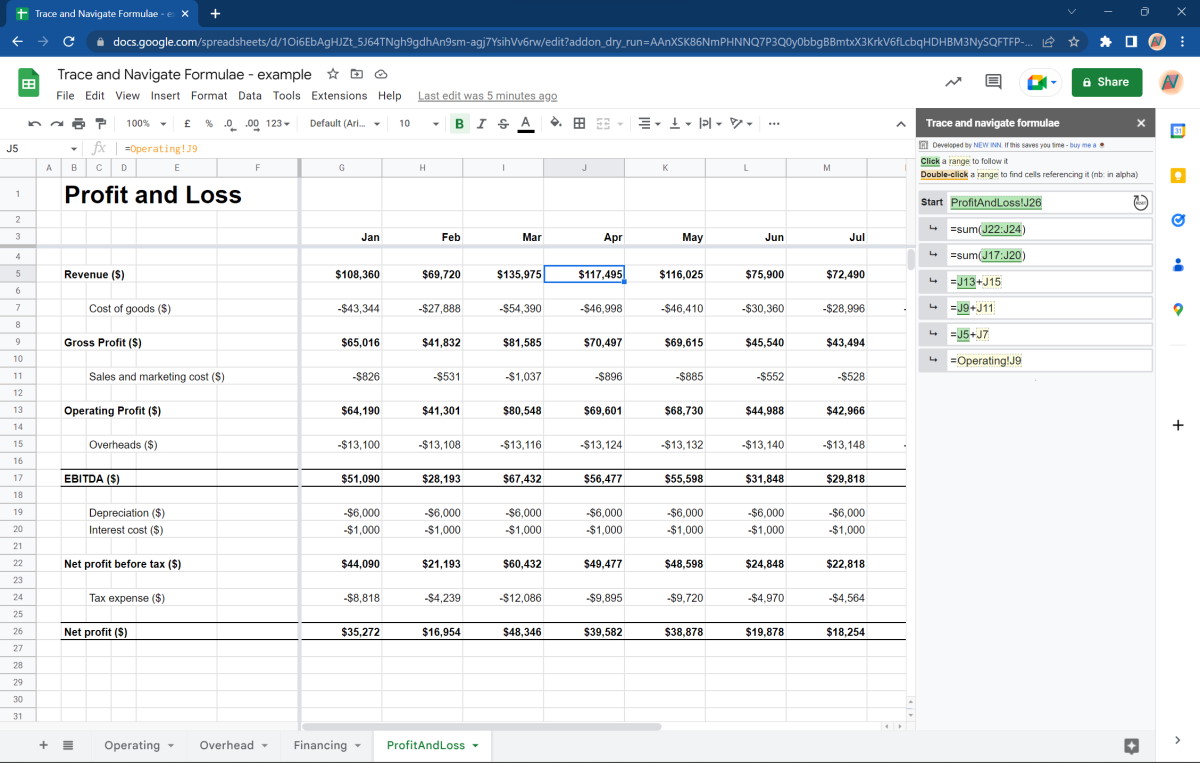 Trace and Navigate Formulae - e
docs.google.com/spreadsheets/d/1Oi6EbAgHJZt_5J64TNgh9gdhAn9sm-agj7YsihVv6rw/edit?addon_dry_run=AAnXSK86NmPHNNQ7P3Q0y0bbgBBmtxX3KrkV6fLcbqHDHBM3NySQFTFP-...
Trace and Navigate Formulae - example
File Edit View Insert Format Data Tools Extensions Help Last edit was 5 minutes ago
Share
100% £ % .0 .00 123 Default (Ari... 10 B I S A
J5 fx =Operating!J9
A B C D E F G H I J K L M
1 Profit and Loss
2
3 Jan Feb Mar Apr May Jun Jul
4
5 Revenue ($) $108,360 $69,720 $135,975 $117,495 $116,025 $75,900 $72,490
6
7 Cost of goods ($) -$43,344 -$27,888 -$54,390 -$46,998 -$46,410 -$30,360 -$28,996
8
9 Gross Profit ($) $65,016 $41,832 $81,585 $70,497 $69,615 $45,540 $43,494
10
11 Sales and marketing cost ($) -$826 -$531 -$1,037 -$896 -$885 -$552 -$528
12
13 Operating Profit ($) $64,190 $41,301 $80,548 $69,601 $68,730 $44,988 $42,966
14
15 Overheads ($) -$13,100 -$13,108 -$13,116 -$13,124 -$13,132 -$13,140 -$13,148
16
17 EBITDA ($) $51,090 $28,193 $67,432 $56,477 $55,598 $31,848 $29,818
18
19 Depreciation ($) -$6,000 -$6,000 -$6,000 -$6,000 -$6,000 -$6,000 -$6,000
20 Interest cost ($) -$1,000 -$1,000 -$1,000 -$1,000 -$1,000 -$1,000 -$1,000
21
22 Net profit before tax ($) $44,090 $21,193 $60,432 $49,477 $48,598 $24,848 $22,818
23
24 Tax expense ($) -$8,818 -$4,239 -$12,086 -$9,895 -$9,720 -$4,970 -$4,564
25
26 Net profit ($) $35,272 $16,954 $48,346 $39,582 $38,878 $19,878 $18,254
27
28
29
30
31
Operating Overhead Financing ProfitAndLoss
Trace and navigate formulae
Developed by NEW INN. If this saves you time - buy me a
Click a range to follow it
Double-click a range to find cells referencing it (nb: in alpha)
Start ProfitAndLoss!J26
=sum(J22:J24)
=sum(J17:J20)
=J13+J15
=J9+J11
=J5+J7
=Operating!J9
31